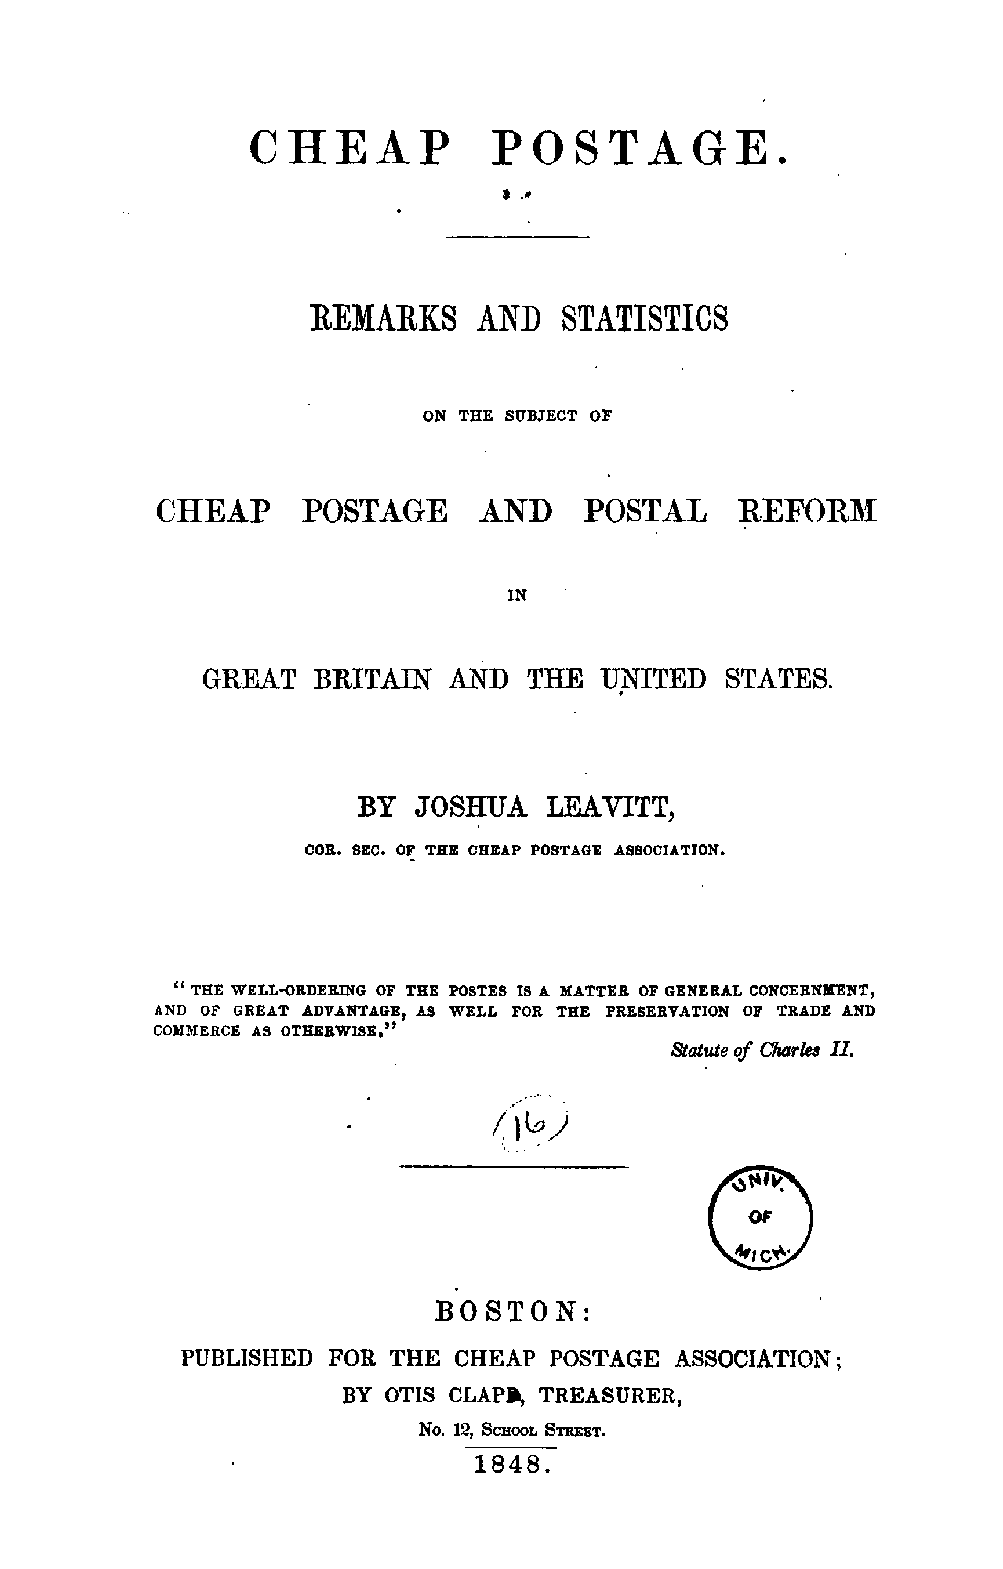 CHEAP POSTAGE.
REMARKS AND STATISTICS
ON THE SUBJECT OF
CHEAP POSTAGE AND POSTAL REFORM
IN
GREAT BRITAIN AND THE UNITED STATES.
BY JOSHUA LEAVITT,
COR. SEC. OF THE CHEAP POSTAGE ASSOCIATION.
"THE WELL-ORDERING OF THE POSTES IS A MATTER OF GENERAL CONCERNMENT,
AND OF GREAT ADVANTAGE, AS WELL FOR THE PRESERVATION OF TRADE AND
COMMERCE AS OTHERWISE."
Statute of Charles II.
(16)
UNIV.
OF
MICH.
BOSTON:
PUBLISHED FOR THE CHEAP POSTAGE ASSOCIATION;
BY OTIS CLAPP, TREASURER,
No. 12, SCHOOL STREET.
1848.